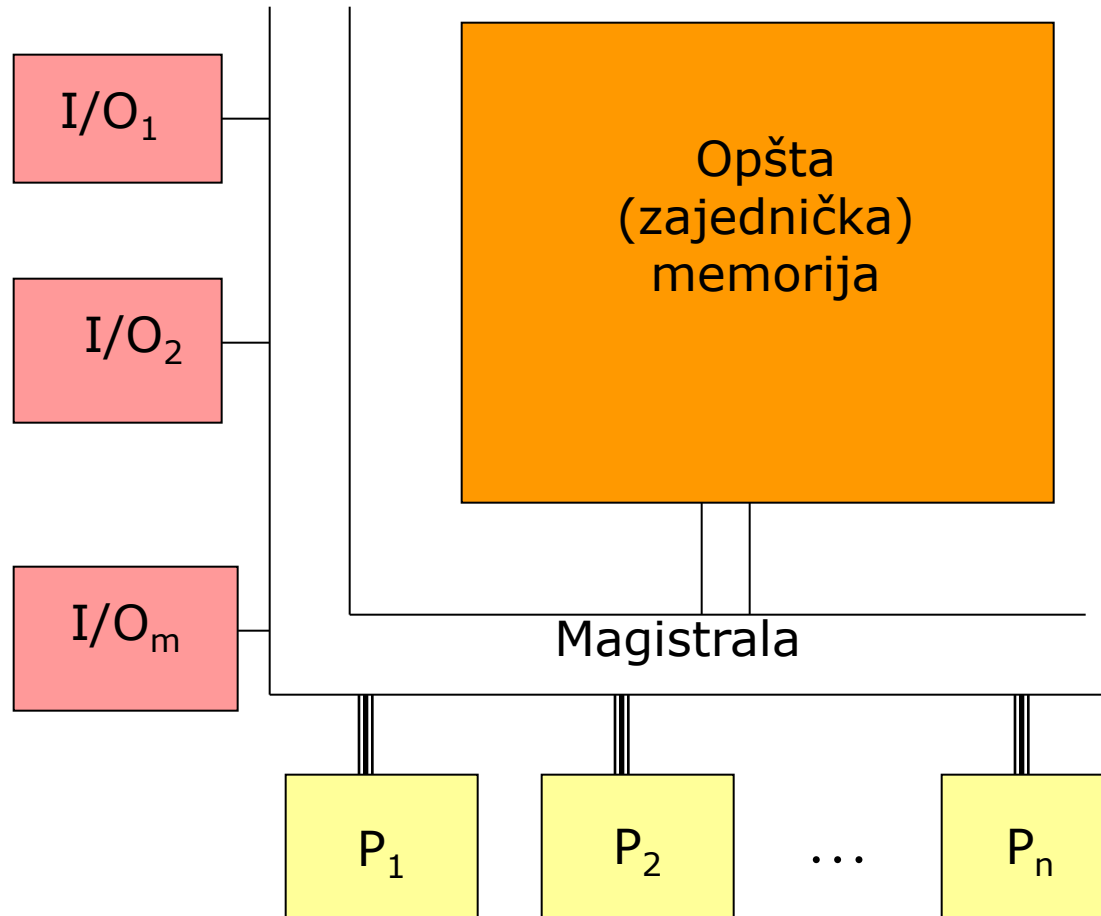 I/O₁
Opšta
(zajednička)
memorija
I/O₂
I/Oₘ
Magistrala
P₁
P₂
...
Pₙ